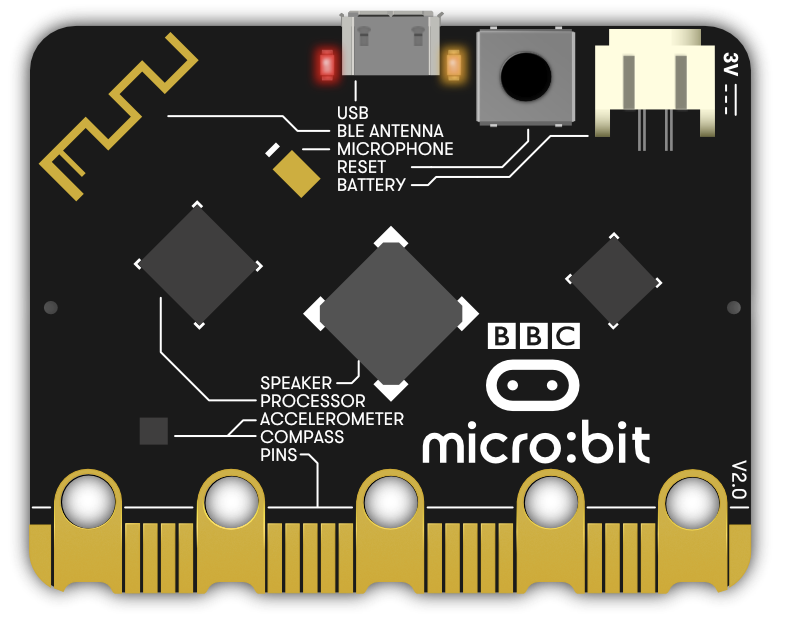 3V
USB
BLE ANTENNA
MICROPHONE
RESET
BATTERY
BBC
micro:bit
SPEAKER
PROCESSOR
ACCELEROMETER
COMPASS
PINS
V2.0